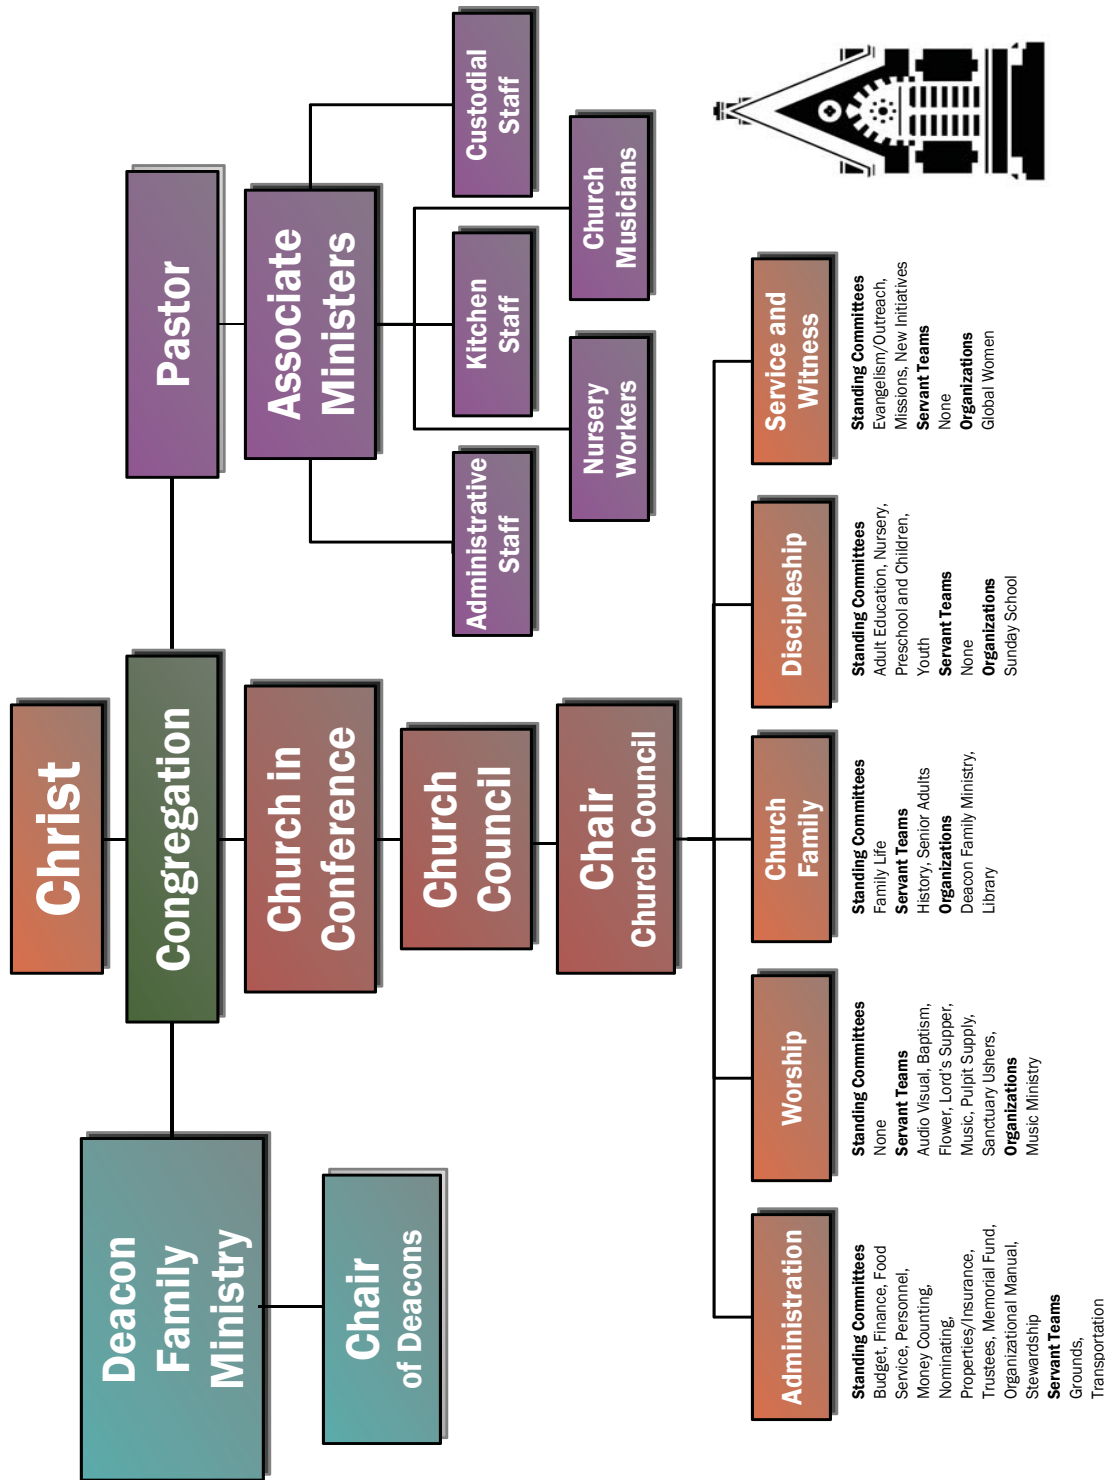 Christ
Deacon
Family
Ministry
Congregation
Pastor
Chair
of Deacons
Church in
Conference
Associate
Ministers
Church
Council
Administrative
Staff
Kitchen
Staff
Custodial
Staff
Nursery
Workers
Church
Musicians
Chair
Church Council
Administration
Standing Committees
Budget, Finance, Food
Service, Personnel,
Money Counting,
Nominating,
Properties/Insurance,
Trustees, Memorial Fund,
Organizational Manual,
Stewardship
Servant Teams
Grounds,
Transportation
Worship
Standing Committees
None
Servant Teams
Audio Visual, Baptism,
Flower, Lord's Supper,
Music, Pulpit Supply,
Sanctuary Ushers,
Organizations
Music Ministry
Church
Family
Standing Committees
Family Life
Servant Teams
History, Senior Adults
Organizations
Deacon Family Ministry,
Library
Discipleship
Standing Committees
Adult Education, Nursery,
Preschool and Children,
Youth
Servant Teams
None
Organizations
Sunday School
Service and
Witness
Standing Committees
Evangelism/Outreach,
Missions, New Initiatives
Servant Teams
None
Organizations
Global Women